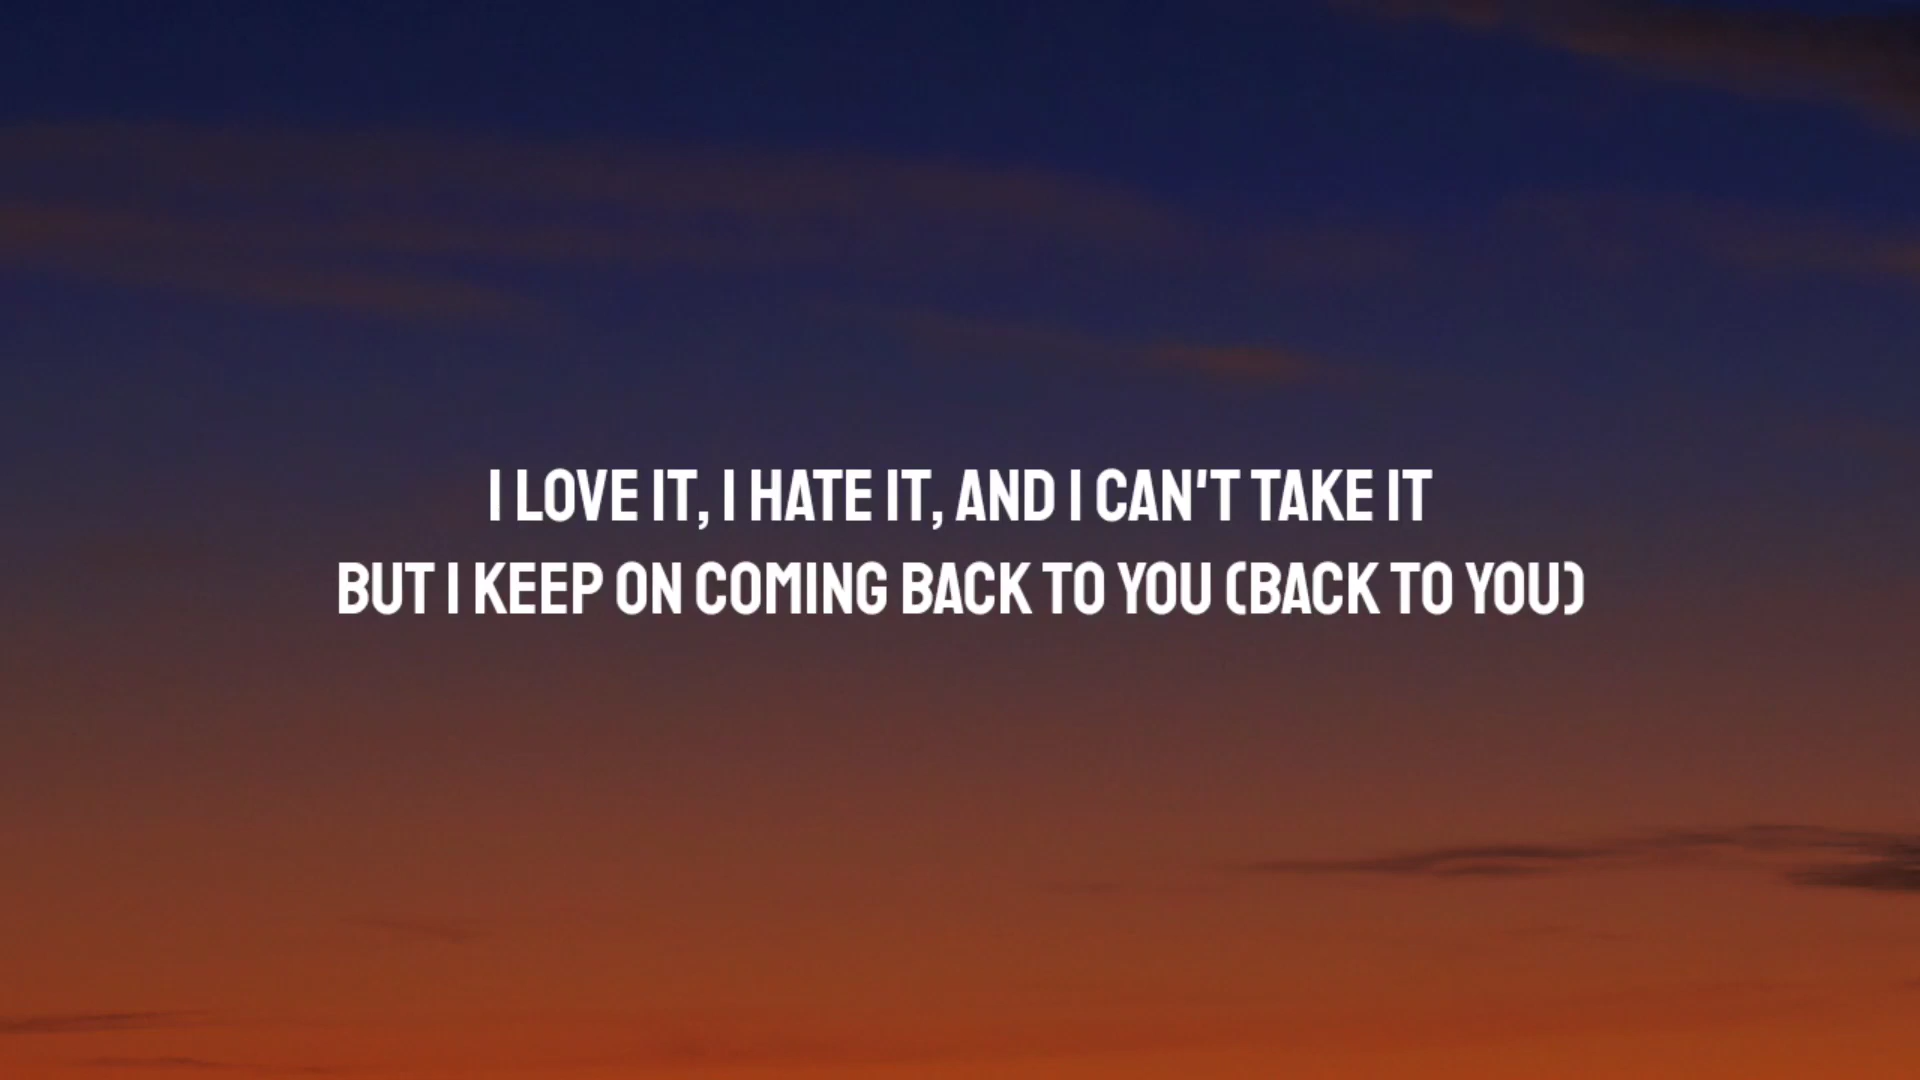 I LOVE IT, I HATE IT, AND I CAN'T TAKE IT
BUT I KEEP ON COMING BACK TO YOU (BACK TO YOU)